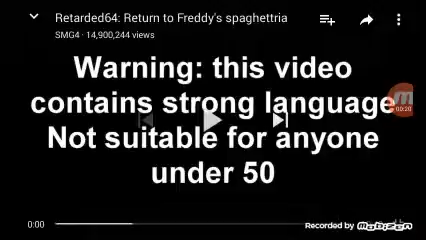 Retarded64: Return to Freddy's spaghettria
SMG4 · 14,900,244 views
Warning: this video
contains strong language
00:20
Not suitable for anyone
under 50
0:00
Recorded by Mobizen